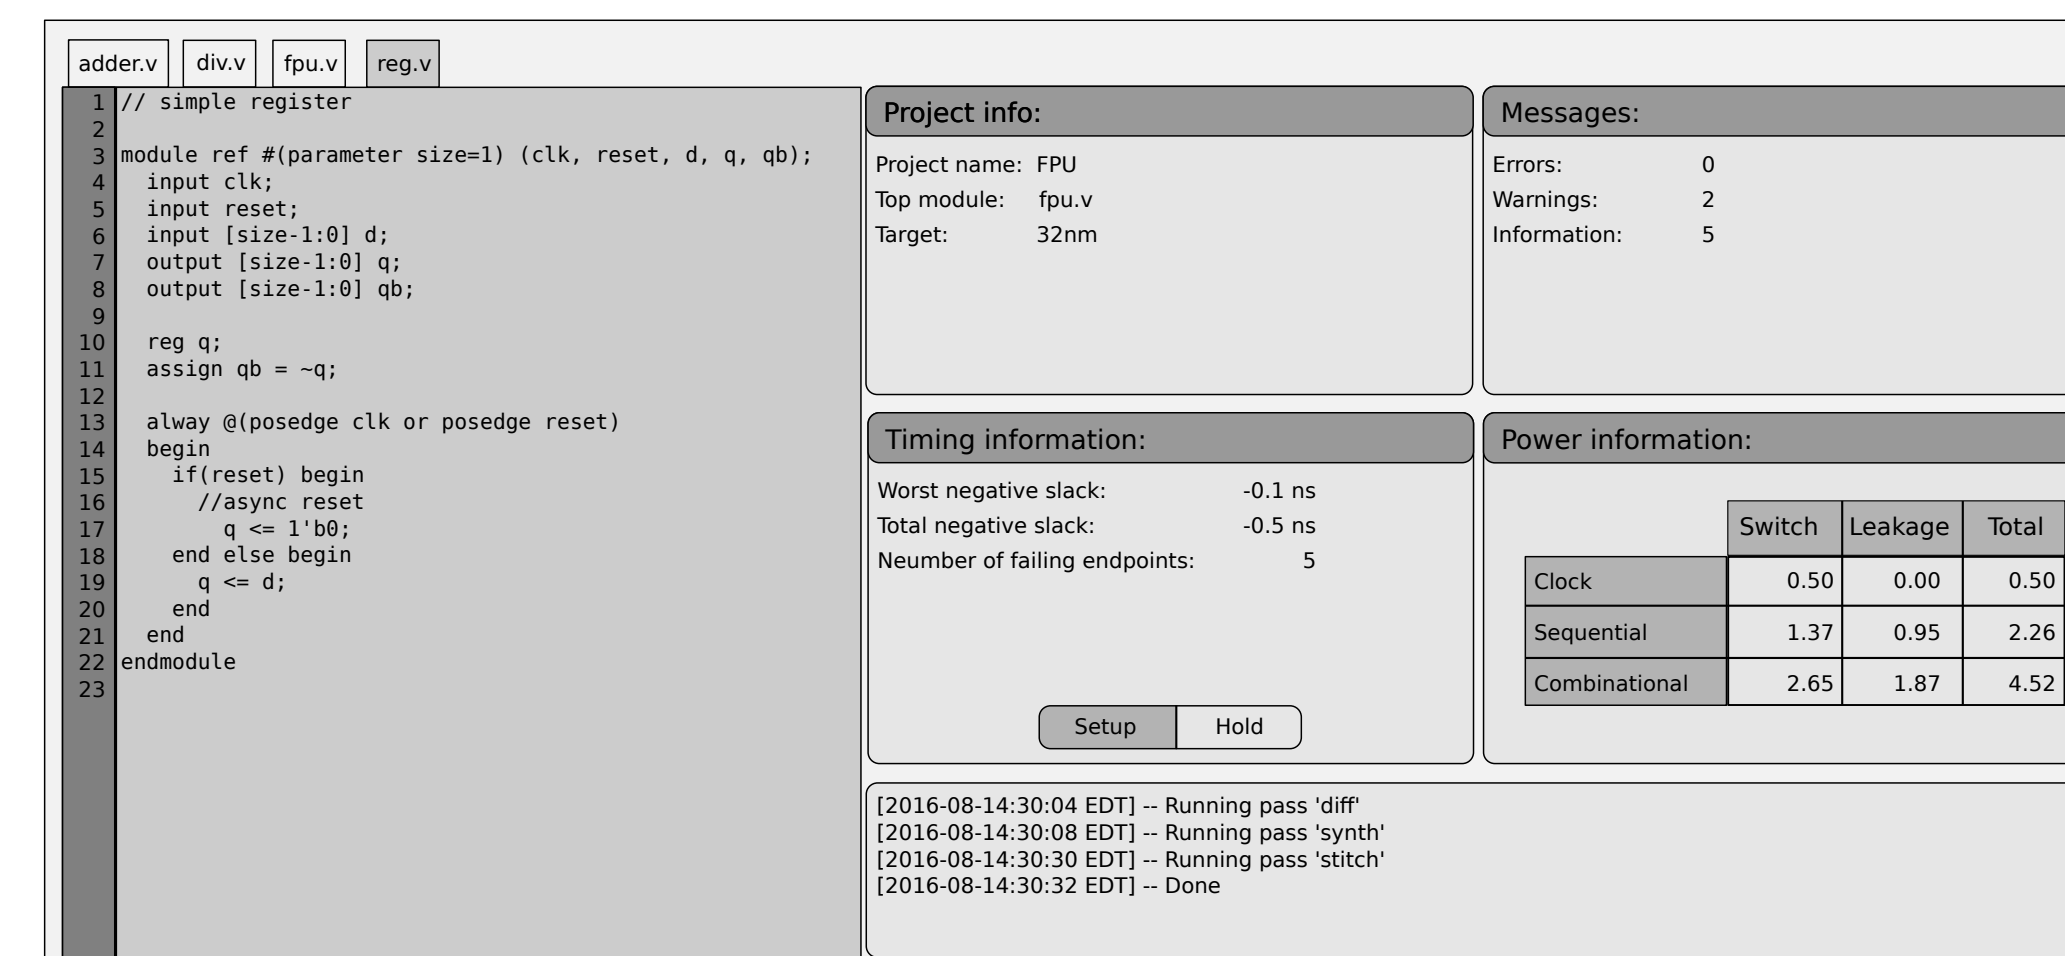 adder.v div.v fpu.v reg.v
1 // simple register
2
3 module ref #(parameter size=1) (clk, reset, d, q, qb);
4   input clk;
5   input reset;
6   input [size-1:0] d;
7   output [size-1:0] q;
8   output [size-1:0] qb;
9
10   reg q;
11   assign qb = ~q;
12
13   alway @(posedge clk or posedge reset)
14   begin
15     if(reset) begin
16       //async reset
17         q <= 1'b0;
18     end else begin
19       q <= d;
20     end
21   end
22 endmodule
23
Project info:
Project name: FPU
Top module: fpu.v
Target: 32nm
Messages:
Errors: 0
Warnings: 2
Information: 5
Timing information:
Worst negative slack: -0.1 ns
Total negative slack: -0.5 ns
Neumber of failing endpoints: 5
Setup Hold
Power information:
Switch Leakage Total
Clock 0.50 0.00 0.50
Sequential 1.37 0.95 2.26
Combinational 2.65 1.87 4.52
[2016-08-14:30:04 EDT] -- Running pass 'diff'
[2016-08-14:30:08 EDT] -- Running pass 'synth'
[2016-08-14:30:30 EDT] -- Running pass 'stitch'
[2016-08-14:30:32 EDT] -- Done